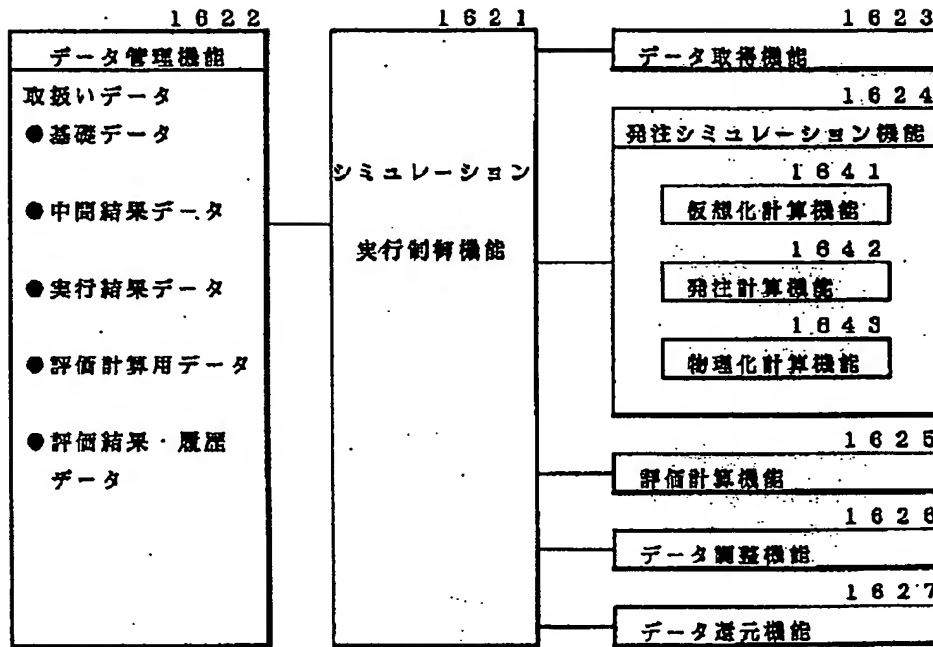 1622
データ管理機能
取扱いデータ
●基礎データ
●中間結果データ
●実行結果データ
●評価計算用データ
●評価結果・履歴
データ
1621
シミュレーション
実行制御機能
1623
データ取得機能
1624
発注シミュレーション機能
1641
仮想化計算機能
1642
発注計算機能
1643
物理化計算機能
1625
評価計算機能
1626
データ調整機能
1627
データ還元機能